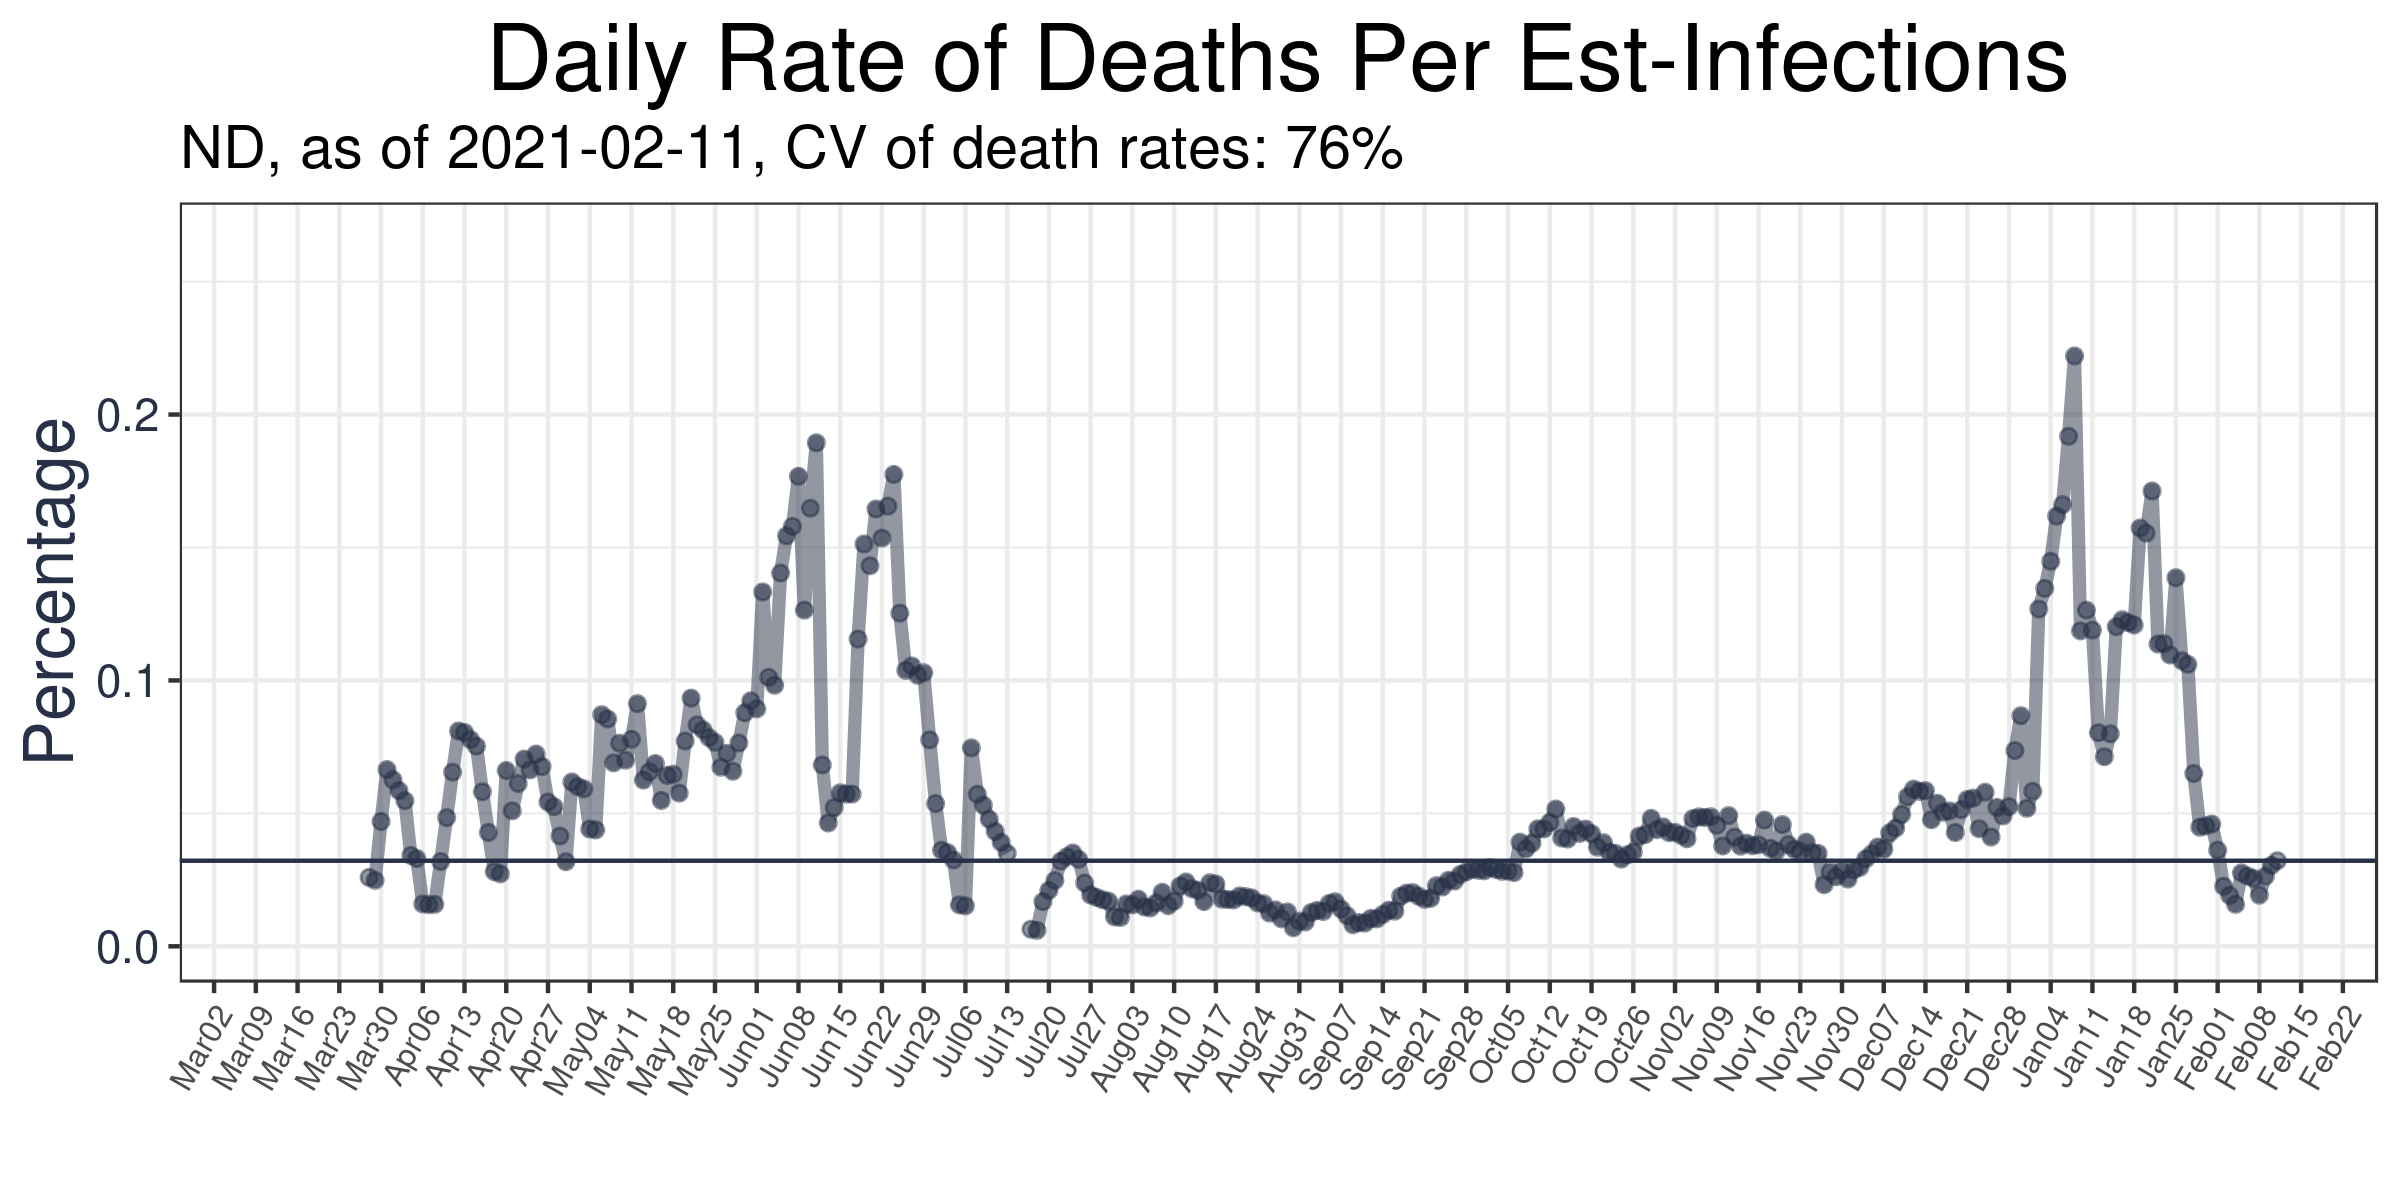 Daily Rate of Deaths Per Est-Infections
ND, as of 2021-02-11, CV of death rates: 76%
Percentage
0.2
0.1
0.0
Mar02
Mar09
Mar16
Mar23
Mar30
Apr06
Apr13
Apr20
Apr27
May04
May11
May18
May25
Jun01
Jun08
Jun15
Jun22
Jun29
Jul06
Jul13
Jul20
Jul27
Aug03
Aug10
Aug17
Aug24
Aug31
Sep07
Sep14
Sep21
Sep28
Oct05
Oct12
Oct19
Oct26
Nov02
Nov09
Nov16
Nov23
Nov30
Dec07
Dec14
Dec21
Dec28
Jan04
Jan11
Jan18
Jan25
Feb01
Feb08
Feb15
Feb22